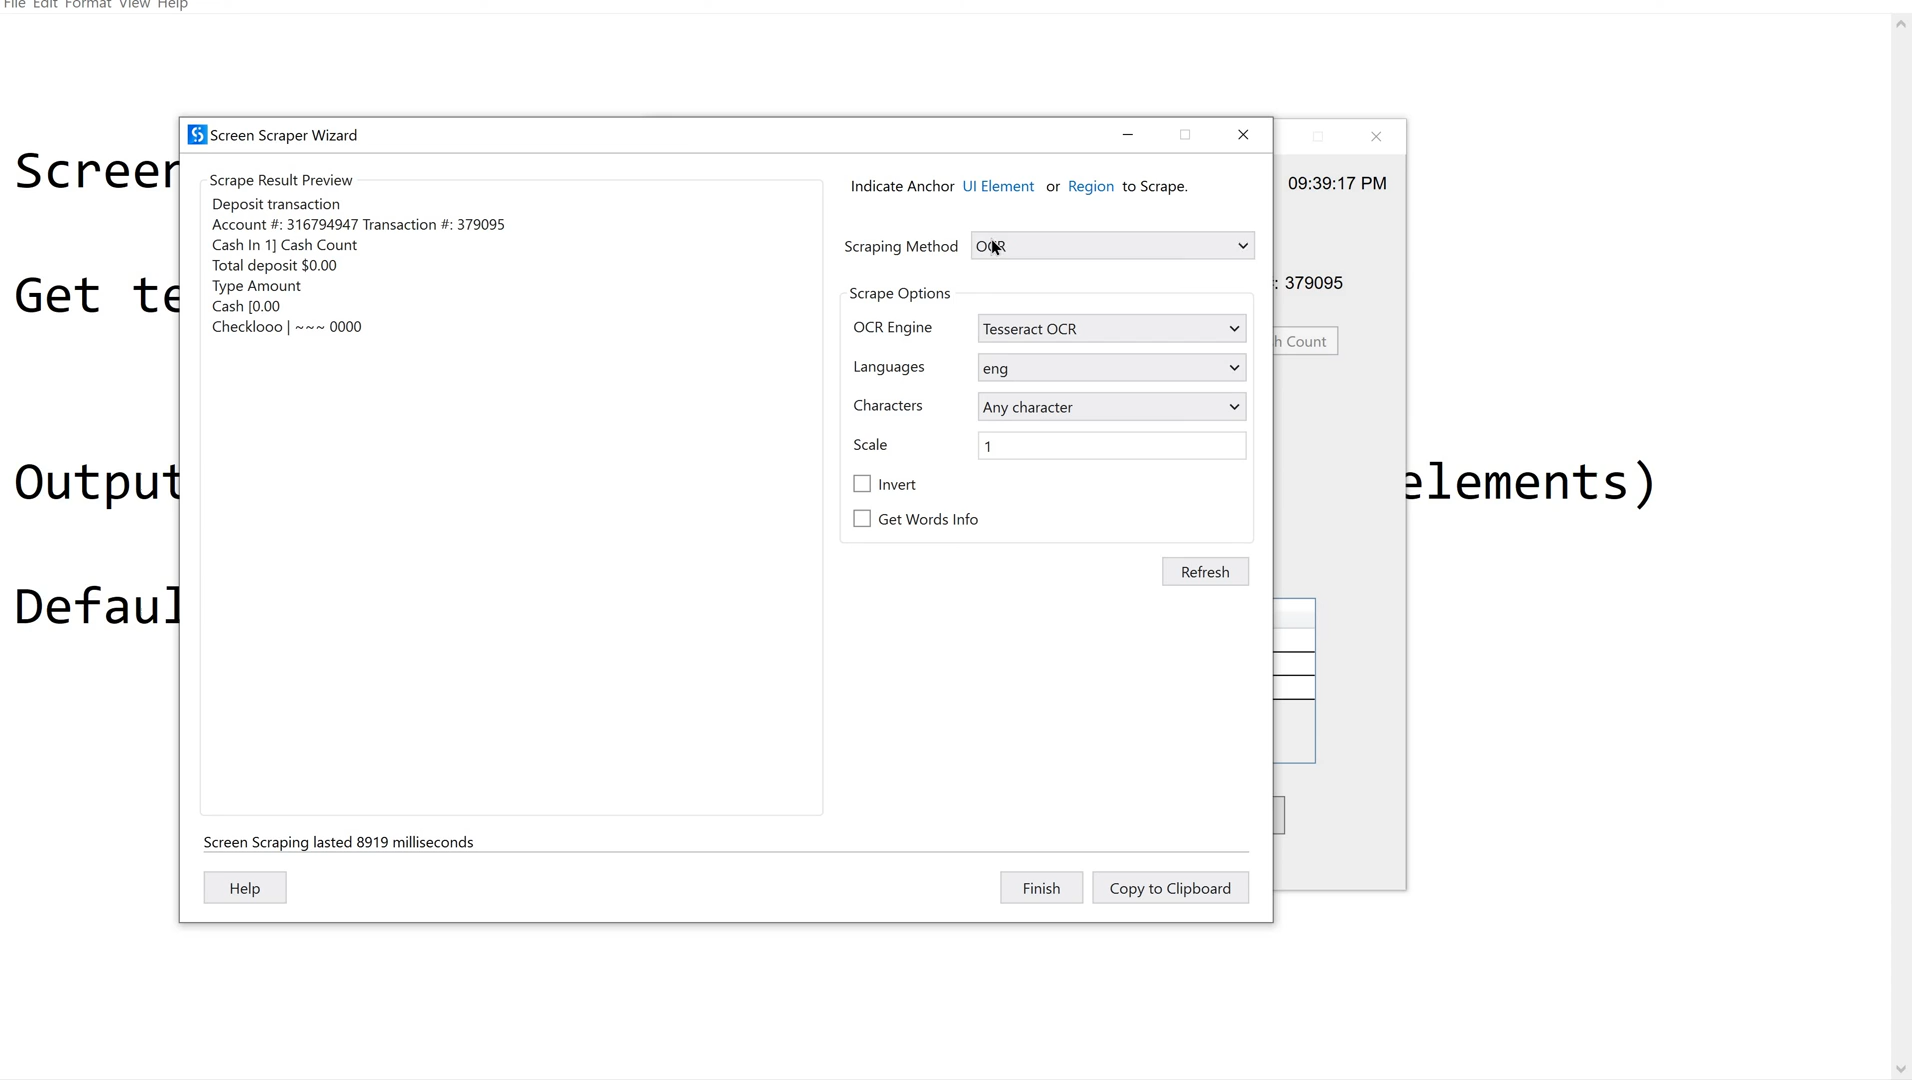 File Edit Format View Help
Screen
Get te
Output
elements)
Defaul
Screen Scraper Wizard
Scrape Result Preview
Deposit transaction
Account #: 316794947 Transaction #: 379095
Cash In 1] Cash Count
Total deposit $0.00
Type Amount
Cash [0.00
Checklooo | ~~~ 0000
Indicate Anchor UI Element or Region to Scrape.
Scraping Method OCR
Scrape Options
OCR Engine Tesseract OCR
Languages eng
Characters Any character
Scale 1
Invert
Get Words Info
Refresh
Screen Scraping lasted 8919 milliseconds
Help
Finish
Copy to Clipboard
09:39:17 PM
: 379095
h Count